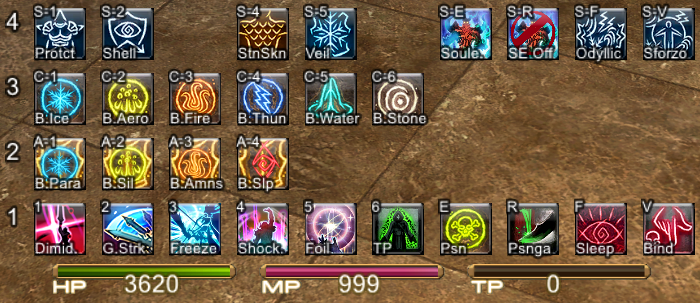 4 S-1 S-2 S-4 S-5 S-E S-R S-F S-V
Protct Shell StnSkn Veil Soule. SE.Off Odyllic Sforzo
3 C-1 C-2 C-3 C-4 C-5 C-6
B.Ice B.Aero B.Fire B.Thun B.Water B.Stone
2 A-1 A-2 A-3 A-4
B.Para B.Sil B.Amns B.Slp
1 1 2 3 4 5 6 E R F V
Dimid. G.Strk. Freeze Shock. Foil TP Psn Psnga Sleep Bind
HP 3620 MP 999 TP 0